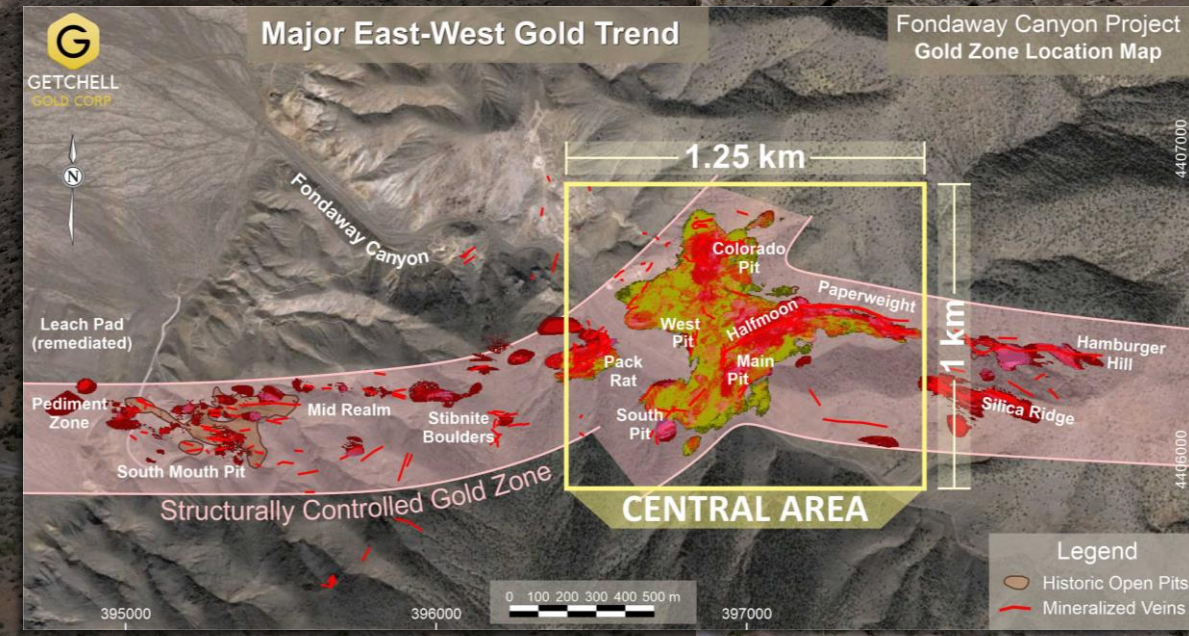 GETCHELL
GOLD CORP
Major East-West Gold Trend
Fondaway Canyon Project
Gold Zone Location Map
N
Fondaway Canyon
1.25 km
4407000
Colorado
Pit
Paperweight
Halfmoon
West
Pit
Main
Pit
1 km
Hamburger
Hill
Leach Pad
(remediated)
Pack
Rat
Pediment
Zone
Mid Realm
Stibnite
Boulders
South
Pit
Silica Ridge
South Mouth Pit
4406000
Structurally Controlled Gold Zone
CENTRAL AREA
Legend
Historic Open Pits
Mineralized Veins
0 100 200 300 400 500 m
395000
396000
397000